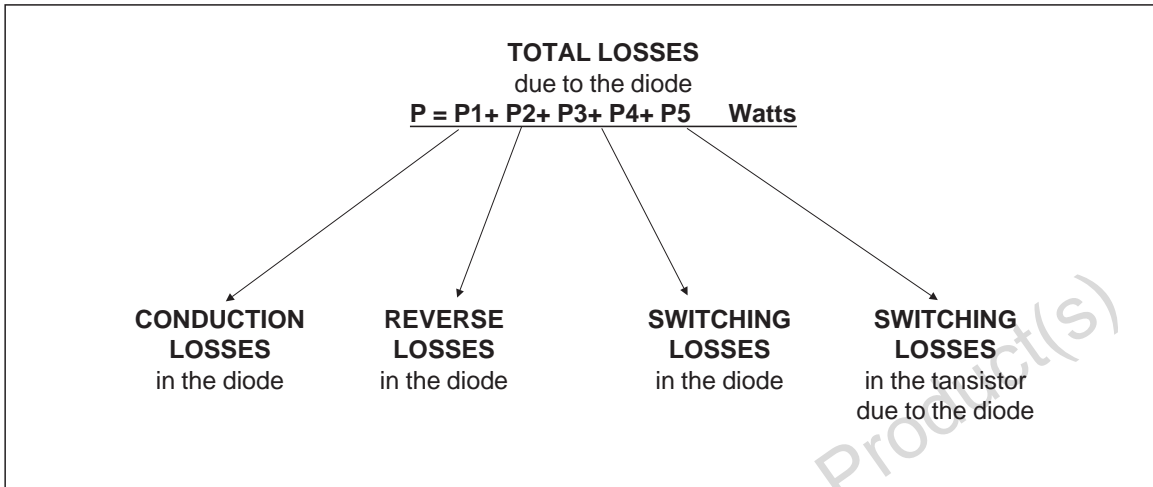 TOTAL LOSSES
due to the diode
P = P1+ P2+ P3+ P4+ P5 Watts
CONDUCTION
LOSSES
in the diode
REVERSE
LOSSES
in the diode
SWITCHING
LOSSES
in the diode
SWITCHING
LOSSES
in the tansistor
due to the diode
Product(s)